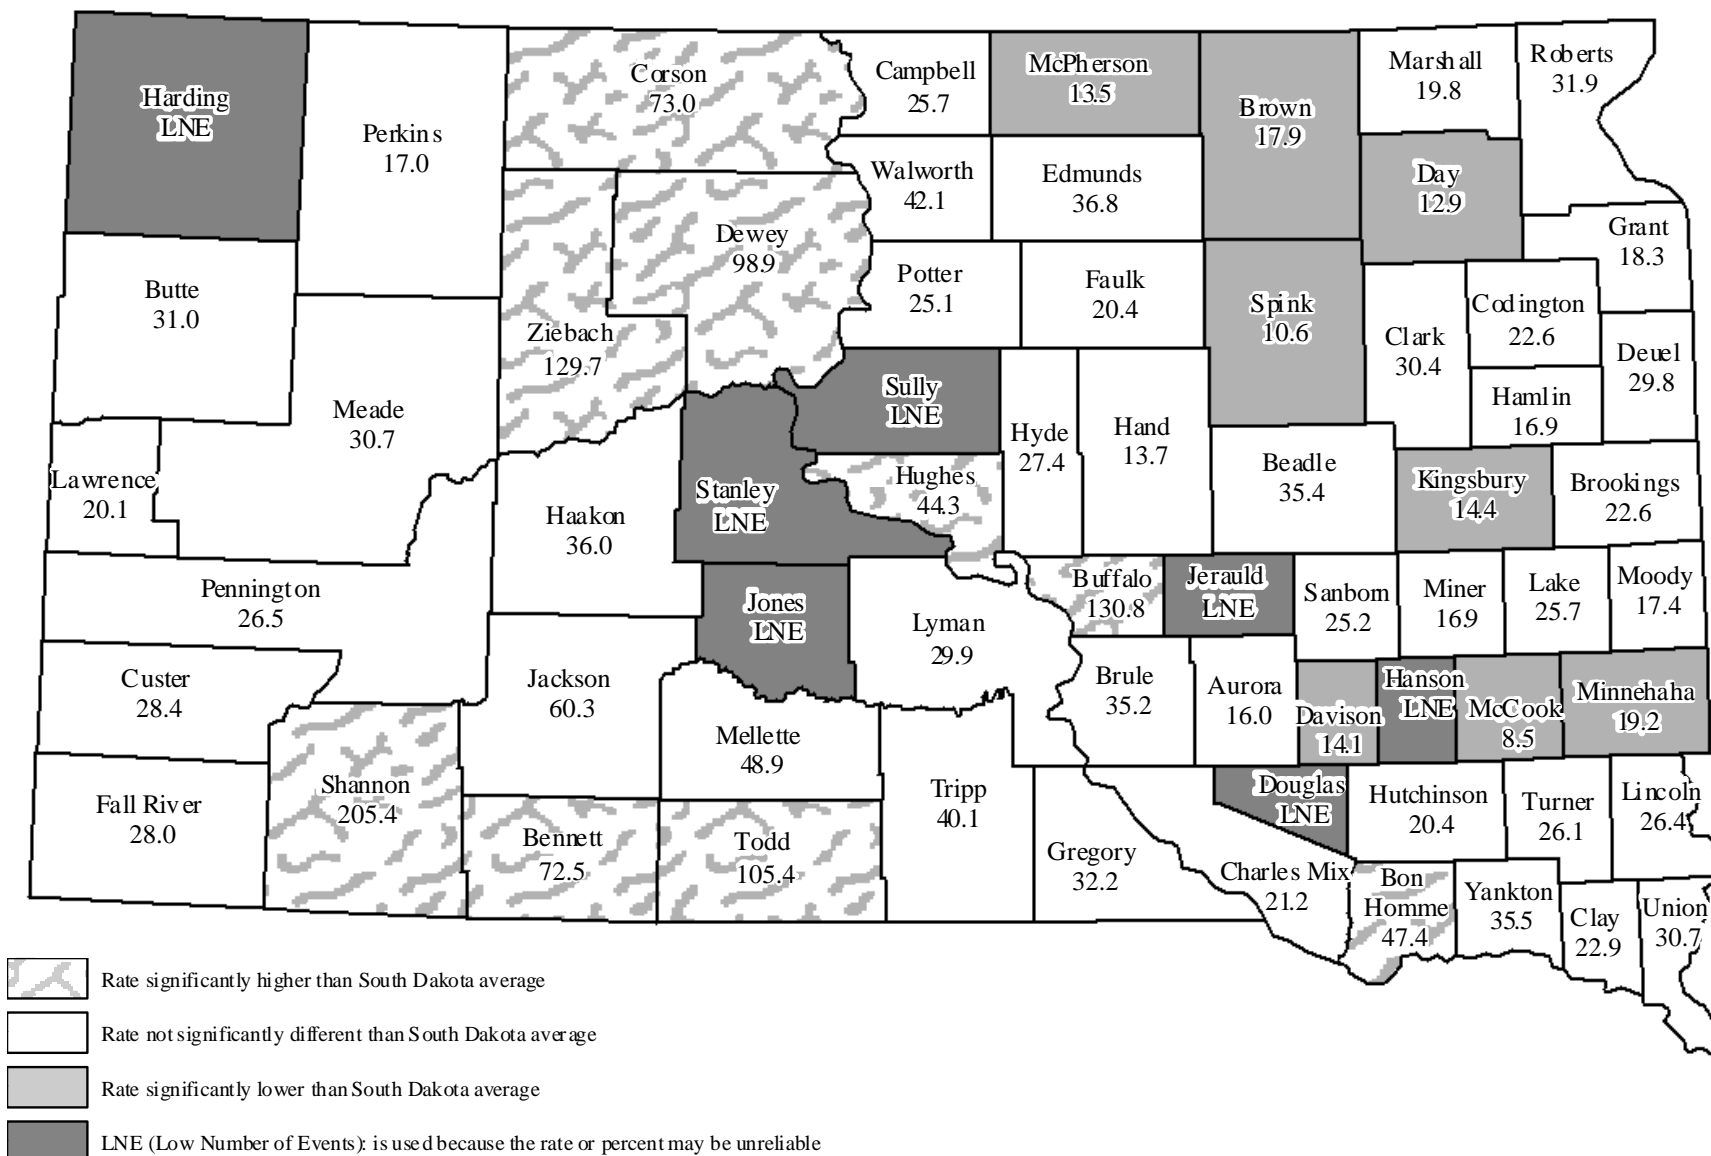 Harding
LNE
Perkins
17.0
Corson
73.0
Campbell
25.7
McPherson
13.5
Brown
17.9
Marshall
19.8
Roberts
31.9
Walworth
42.1
Edmunds
36.8
Day
12.9
Grant
18.3
Butte
31.0
Ziebach
129.7
Dewey
98.9
Potter
25.1
Faulk
20.4
Spink
10.6
Clark
30.4
Codington
22.6
Deuel
29.8
Hamlin
16.9
Meade
30.7
Lawrence
20.1
Sully
LNE
Hyde
27.4
Hand
13.7
Beadle
35.4
Kingsbury
14.4
Brookings
22.6
Haakon
36.0
Stanley
LNE
Hughes
44.3
Pennington
26.5
Jones
LNE
Lyman
29.9
Buffalo
130.8
Jerauld
LNE
Sanborn
25.2
Miner
16.9
Lake
25.7
Moody
17.4
Custer
28.4
Jackson
60.3
Mellette
48.9
Brule
35.2
Aurora
16.0
Davison
14.1
Hanson
LNE
McCook
8.5
Minnehaha
19.2
Fall River
28.0
Shannon
205.4
Bennett
72.5
Todd
105.4
Tripp
40.1
Gregory
32.2
Douglas
LNE
Charles Mix
21.2
Hutchinson
20.4
Turner
26.1
Lincoln
26.4
Bon
Homme
47.4
Yankton
35.5
Clay
22.9
Union
30.7
Rate significantly higher than South Dakota average
Rate not significantly different than South Dakota average
Rate significantly lower than South Dakota average
LNE (Low Number of Events): is used because the rate or percent may be unreliable